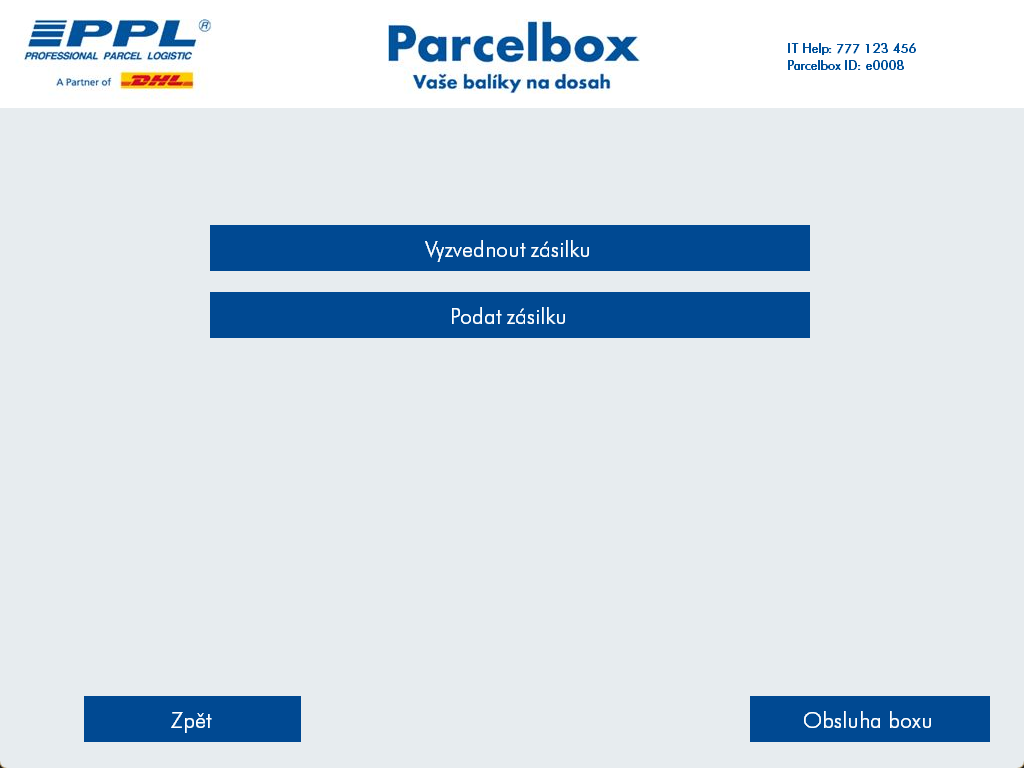 PPL ®
PROFESSIONAL PARCEL LOGISTIC
A Partner of DHL
Parcelbox
Vaše balíky na dosah
IT Help: 777 123 456
Parcelbox ID: e0008
Vyzvednout zásilku
Podat zásilku
Zpět
Obsluha boxu